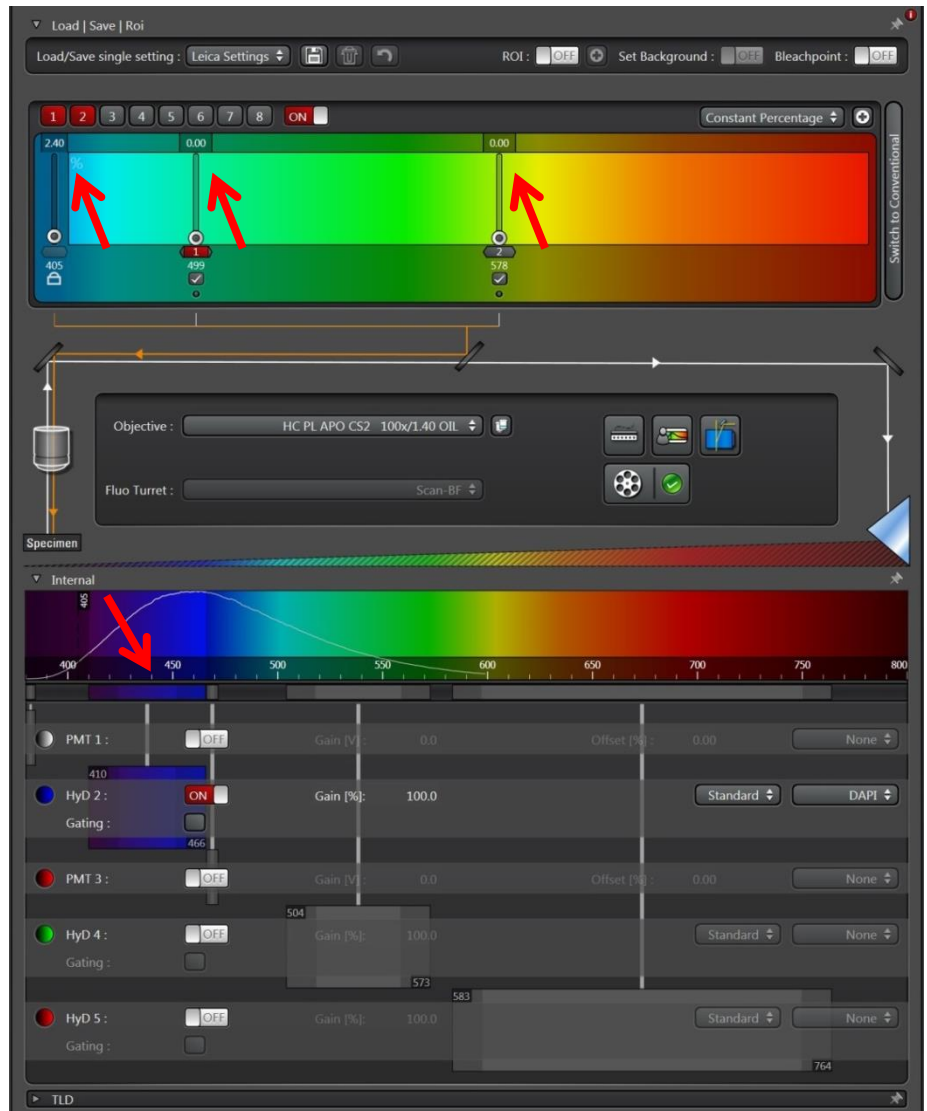 Load | Save | Roi
i
Load/Save single setting : Leica Settings ROI : OFF Set Background : OFF Bleachpoint : OFF
1 2 3 4 5 6 7 8 ON Constant Percentage
2.40 0.00 0.00
%
Switch to Conventional
1 2
405 499 578
Objective : HC PL APO CS2 100x/1.40 OIL
Fluo Turret : Scan-BF
Specimen
Internal
405
400 450 500 550 600 650 700 750 800
PMT 1 : OFF Gain [V] : 0.0 Offset [%] : 0.00 None
410
HyD 2 : ON Gain [%]: 100.0 Standard DAPI
Gating :
466
PMT 3 : OFF Gain [V] : 0.0 Offset [%] : 0.00 None
504
HyD 4 : OFF Gain [%]: 100.0 Standard None
Gating :
573
583
HyD 5 : OFF Gain [%]: 100.0 Standard None
Gating :
764
TLD